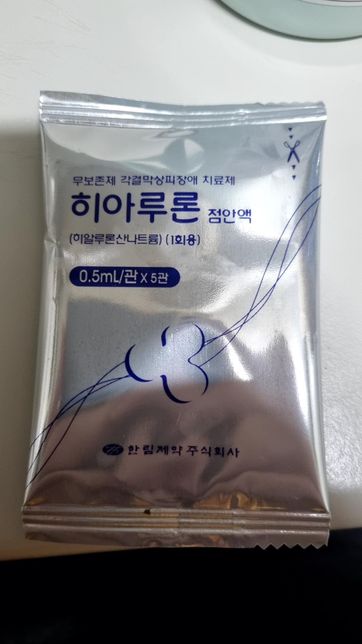 무보존제 각결막상피장애 치료제
히아루론 점안액
(히알루론산나트륨) (1회용)
0.5mL/관 X 5관
한림제약 주식회사